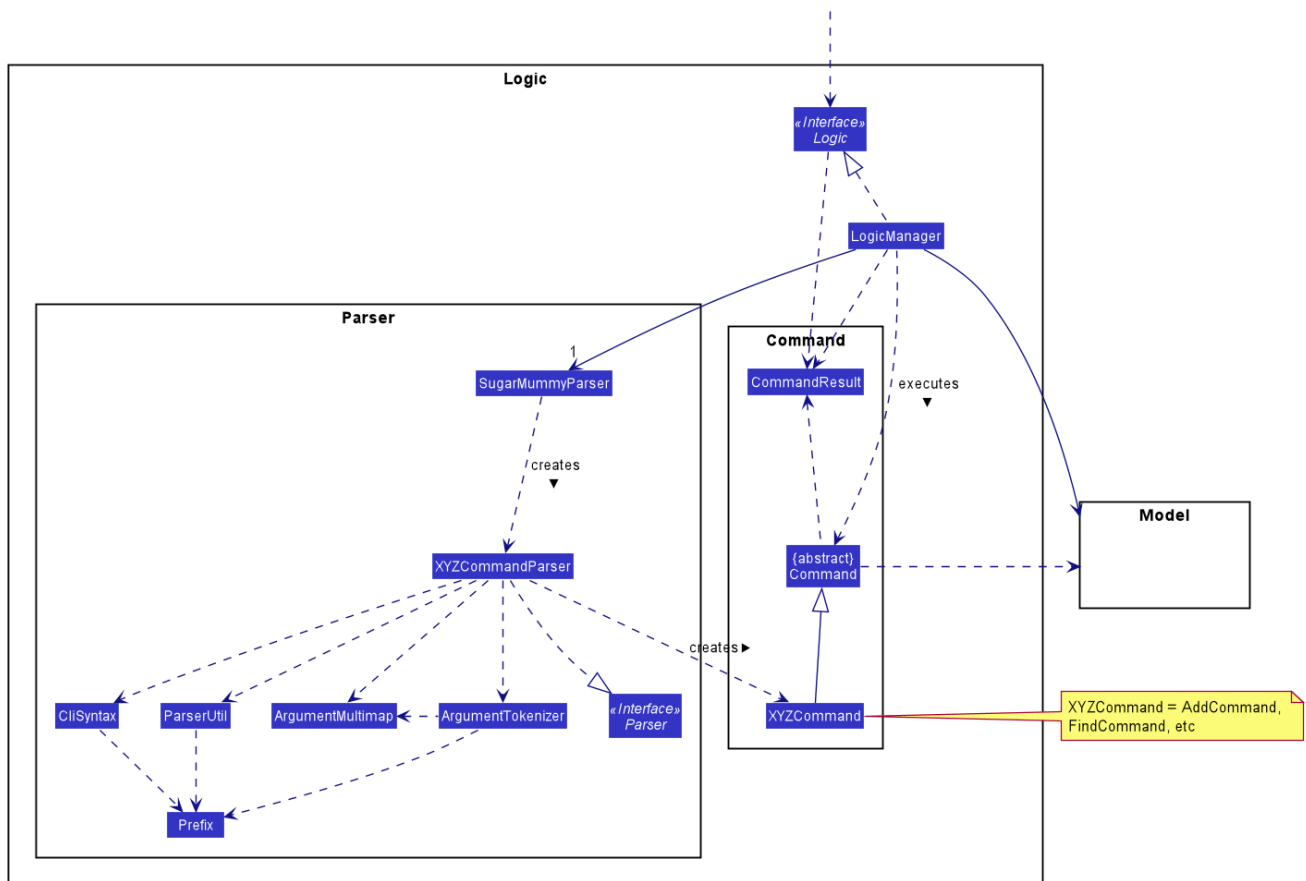 Logic
«Interface»
Logic
LogicManager
Parser
Command
1
SugarMummyParser
CommandResult
executes
▼
creates
▼
Model
XYZCommandParser
{abstract}
Command
creates ►
CliSyntax
ParserUtil
ArgumentMultimap
ArgumentTokenizer
«Interface»
Parser
XYZCommand
XYZCommand = AddCommand,
FindCommand, etc
Prefix